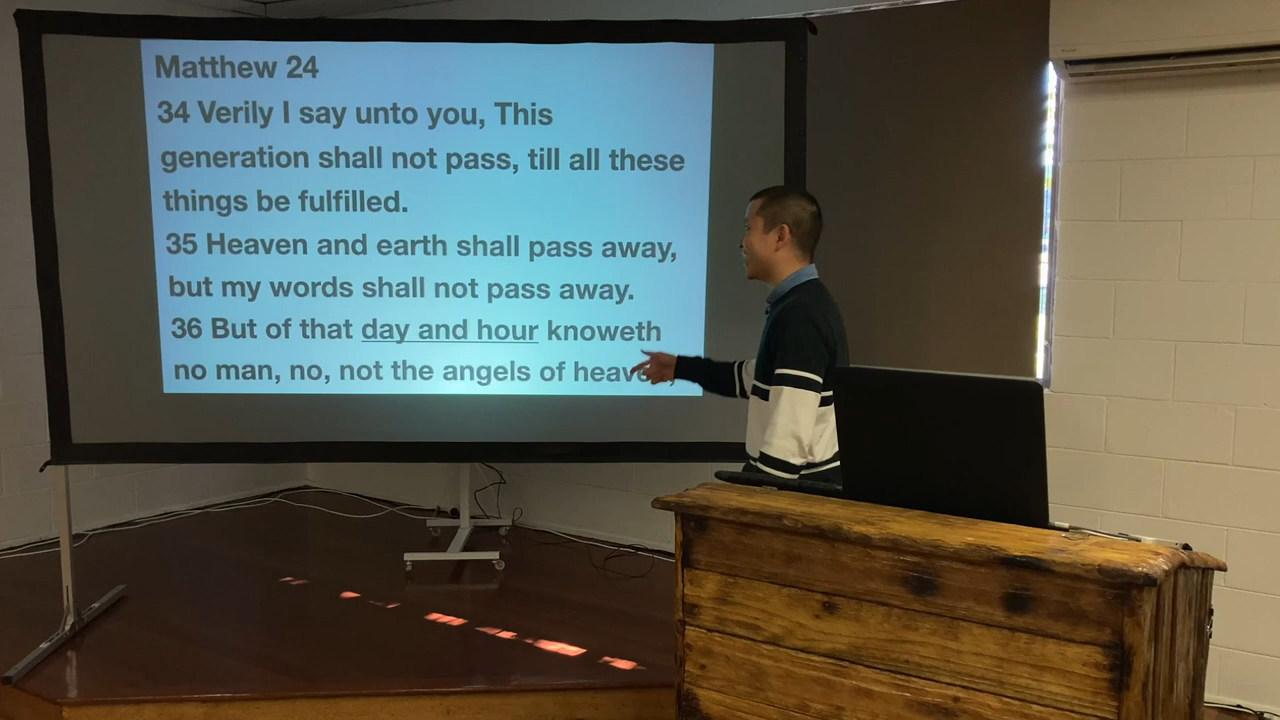 Matthew 24
34 Verily I say unto you, This
generation shall not pass, till all these
things be fulfilled.
35 Heaven and earth shall pass away,
but my words shall not pass away.
36 But of that day and hour knoweth
no man, no, not the angels of heaven,